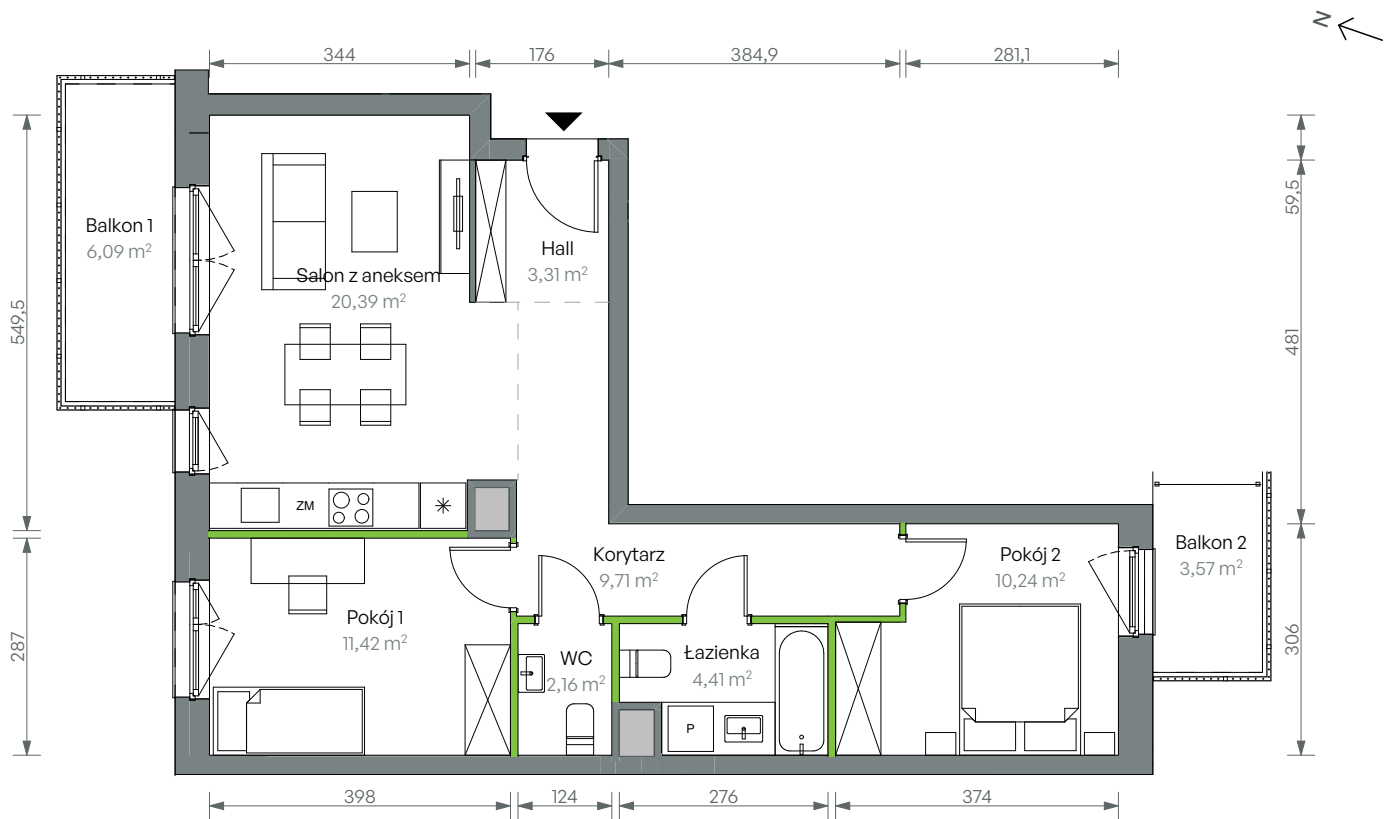 N
344
176
384,9
281,1
59,5
Balkon 1
6,09 m²
Hall
3,31 m²
Salon z aneksem
20,39 m²
549,5
481
ZM
Korytarz
9,71 m²
Pokój 2
10,24 m²
Balkon 2
3,57 m²
Pokój 1
11,42 m²
WC
2,16 m²
Łazienka
4,41 m²
287
306
P
398
124
276
374